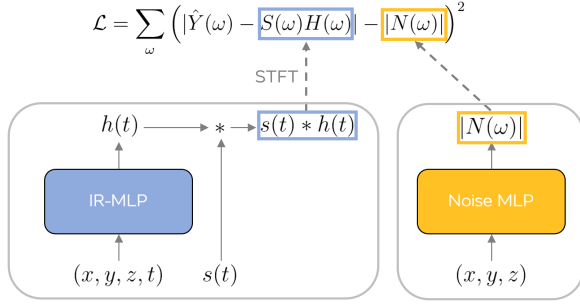 ℒ = ∑_ω (|Ŷ(ω) − S(ω)H(ω)| − |N(ω)|)²
STFT
h(t) * s(t) * h(t)
|N(ω)|
IR-MLP
Noise MLP
(x, y, z, t)
s(t)
(x, y, z)